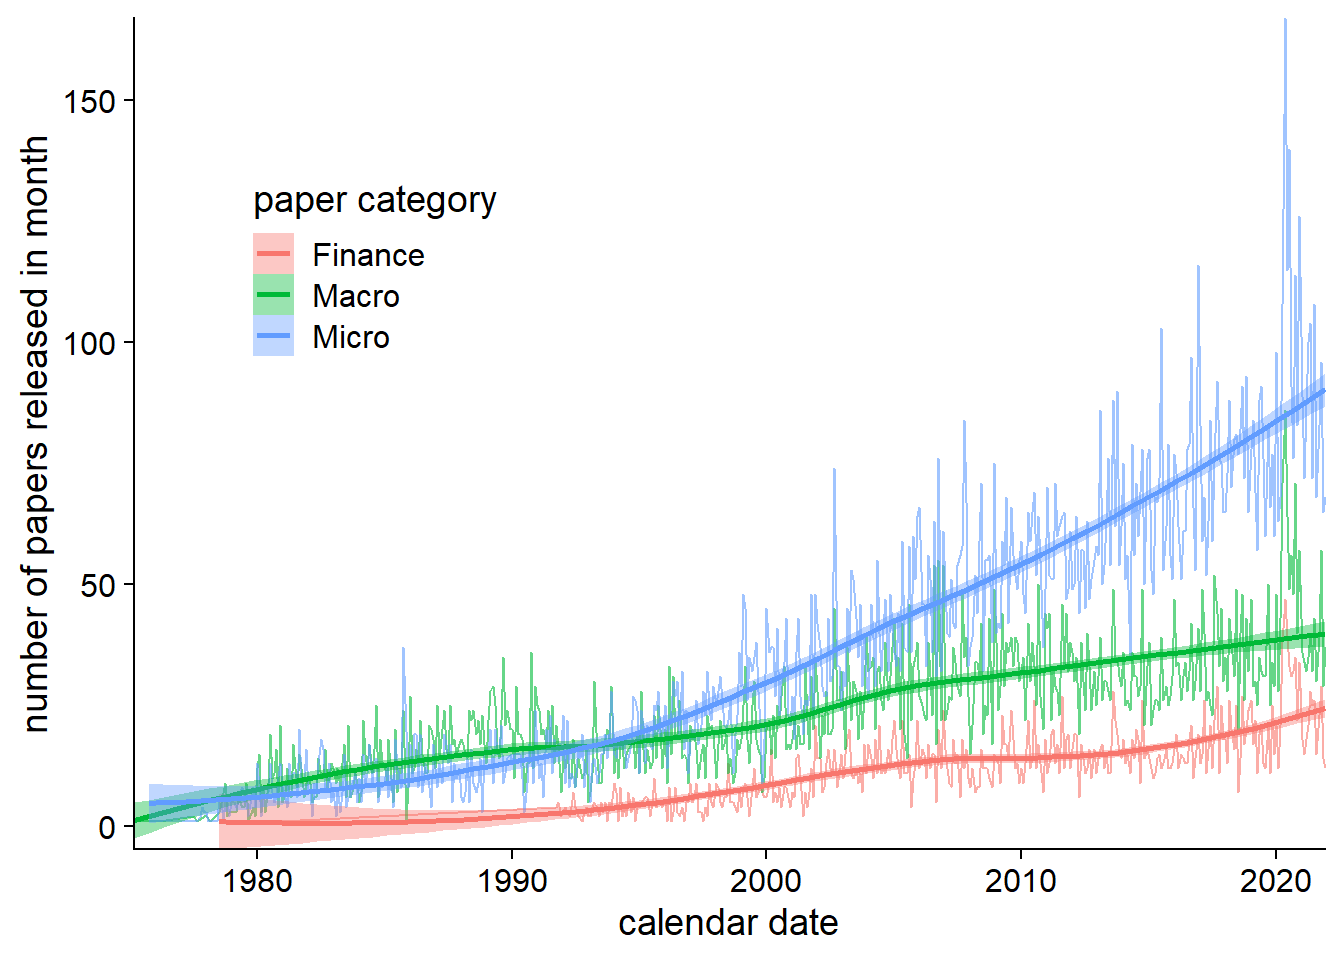 number of papers released in month
150
100
50
0
paper category
Finance
Macro
Micro
1980
1990
2000
2010
2020
calendar date